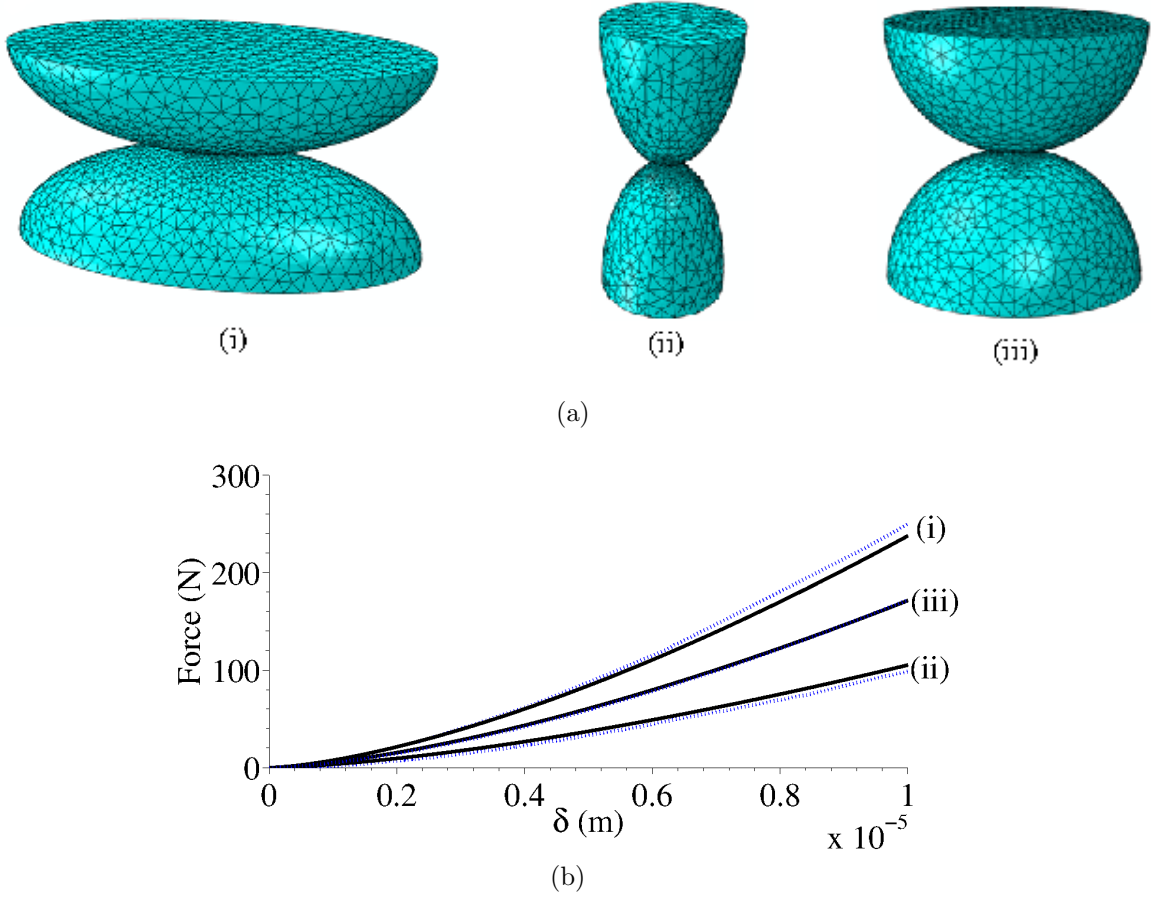 (i)
(ii)
(iii)
(a)
300
200
100
0
Force (N)
(i)
(iii)
(ii)
0 0.2 0.4 0.6 0.8 1
δ (m)
x 10⁻⁵
(b)